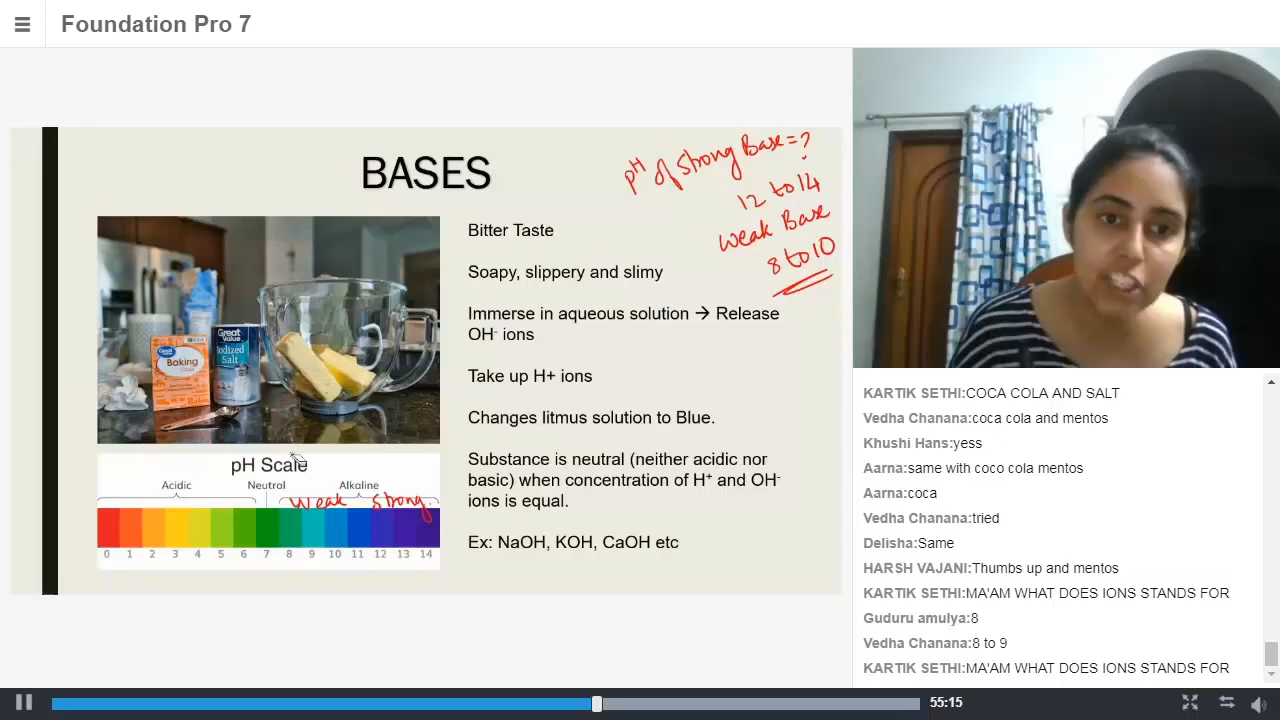 Foundation Pro 7
BASES
pH of Strong Base = ?
12 to 14
Weak Base
8 to 10
Bitter Taste
Soapy, slippery and slimy
Immerse in aqueous solution → Release
OH- ions
Take up H+ ions
Changes litmus solution to Blue.
Substance is neutral (neither acidic nor
basic) when concentration of H+ and OH-
ions is equal.
Ex: NaOH, KOH, CaOH etc
Great
Value
Iodized
Salt
Baking
pH Scale
Acidic Neutral Alkaline
Weak Strong
0 1 2 3 4 5 6 7 8 9 10 11 12 13 14
KARTIK SETHI:COCA COLA AND SALT
Vedha Chanana:coca cola and mentos
Khushi Hans:yess
Aarna:same with coco cola mentos
Aarna:coca
Vedha Chanana:tried
Delisha:Same
HARSH VAJANI:Thumbs up and mentos
KARTIK SETHI:MA'AM WHAT DOES IONS STANDS FOR
Guduru amulya:8
Vedha Chanana:8 to 9
KARTIK SETHI:MA'AM WHAT DOES IONS STANDS FOR
55:15